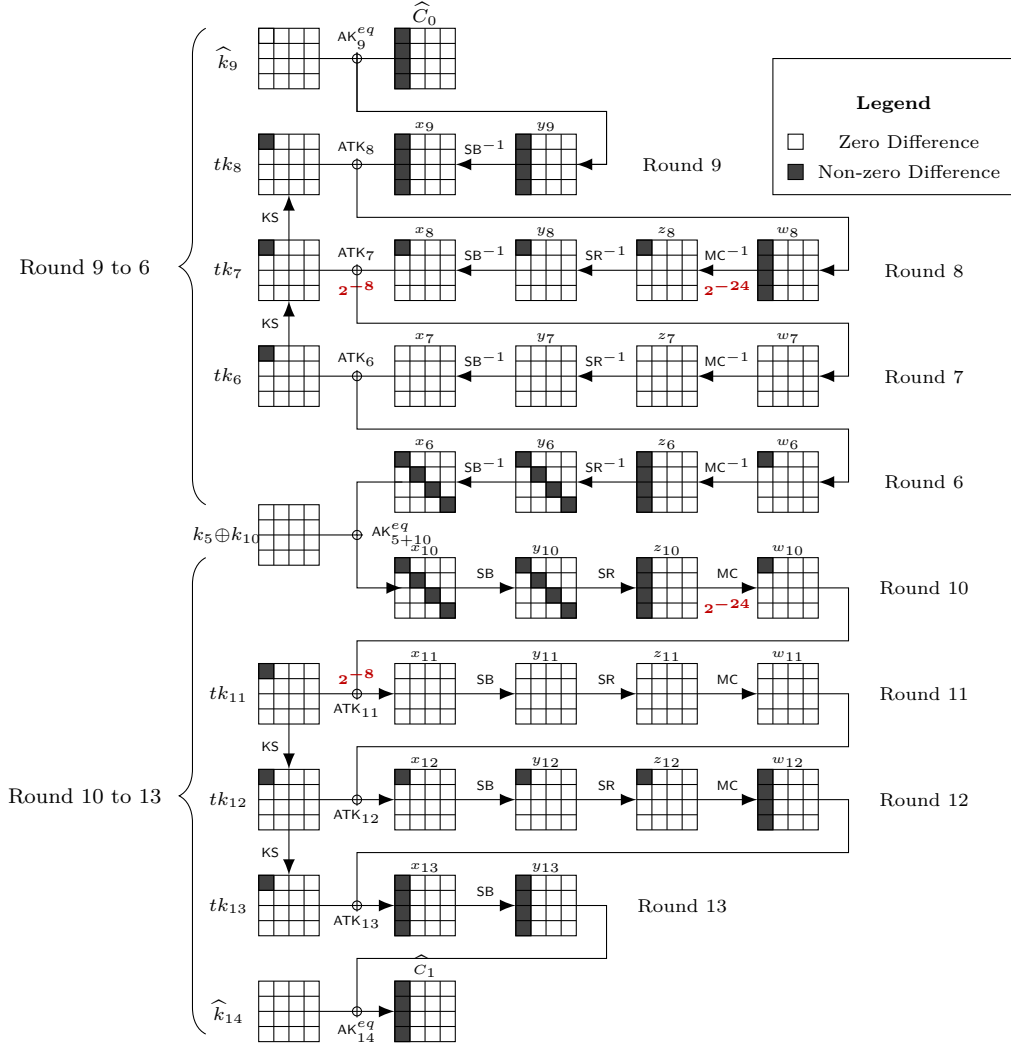 Ĉ₀
k̂₉ AK₉^{eq}
Legend
Zero Difference
Non-zero Difference
x₉ y₉
tk₈ ATK₈ SB⁻¹ Round 9
KS
x₈ y₈ z₈ w₈
Round 9 to 6 tk₇ ATK₇ SB⁻¹ SR⁻¹ MC⁻¹ Round 8
2⁻⁸ 2⁻²⁴
KS
x₇ y₇ z₇ w₇
tk₆ ATK₆ SB⁻¹ SR⁻¹ MC⁻¹ Round 7
x₆ y₆ z₆ w₆
SB⁻¹ SR⁻¹ MC⁻¹ Round 6
k₅⊕k₁₀ AK^{eq}_{5+10}
x₁₀ y₁₀ z₁₀ w₁₀
SB SR MC Round 10
2⁻²⁴
x₁₁ y₁₁ z₁₁ w₁₁
2⁻⁸
tk₁₁ ATK₁₁ SB SR MC Round 11
KS
x₁₂ y₁₂ z₁₂ w₁₂
Round 10 to 13 tk₁₂ ATK₁₂ SB SR MC Round 12
KS
x₁₃ y₁₃
tk₁₃ ATK₁₃ SB Round 13
Ĉ₁
k̂₁₄ AK₁₄^{eq}